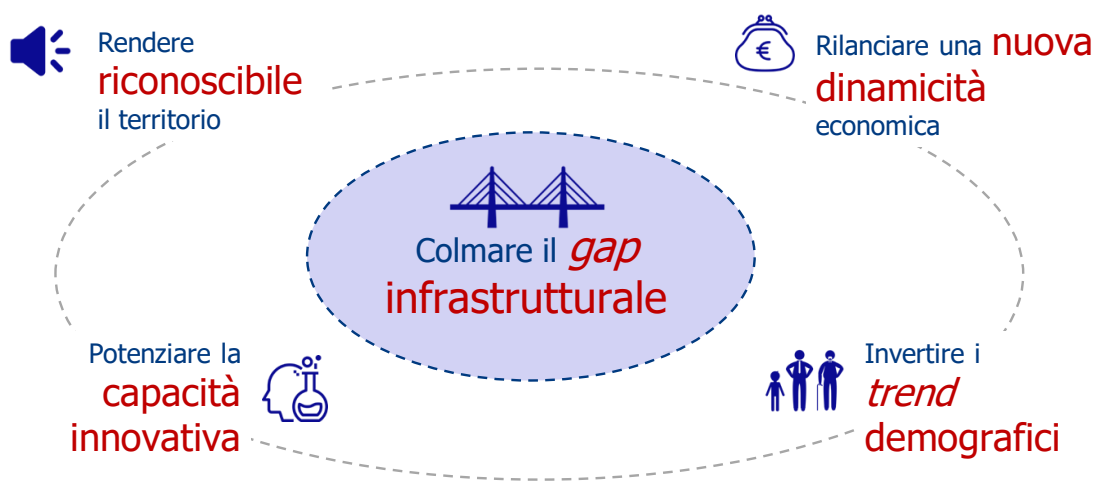 Rendere
riconoscibile
il territorio
Rilanciare una nuova
dinamicità
economica
Colmare il gap
infrastrutturale
Potenziare la
capacità
innovativa
Invertire i
trend
demografici
€